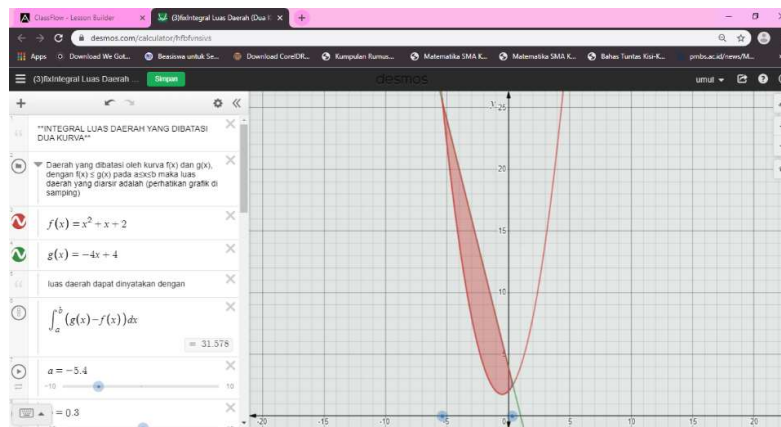 ClassFlow - Lesson Builder
(3)fixIntegral Luas Daerah (Dua K
desmos.com/calculator/hfbfvnsivs
Apps
Download We Got...
Beasiswa untuk Se...
Download CorelDR...
Kumpulan Rumus...
Matematika SMA K...
Matematika SMA K...
Bahas Tuntas Kisi-K...
pmbs.ac.id/news/M...
(3)fixIntegral Luas Daerah ...
Simpan
desmos
umul
**INTEGRAL LUAS DAERAH YANG DIBATASI
DUA KURVA**
Daerah yang dibatasi oleh kurva f(x) dan g(x),
dengan f(x) ≤ g(x) pada a≤x≤b maka luas
daerah yang diarsir adalah (perhatikan grafik di
samping)
f(x) = x² + x + 2
g(x) = −4x + 4
luas daerah dapat dinyatakan dengan
∫ₐᵇ (g(x)−f(x))dx
= 31.578
a = −5.4
-10 10
= 0.3
25
20
15
10
5
-20 -15 -10 -5 0 5 10 15 20